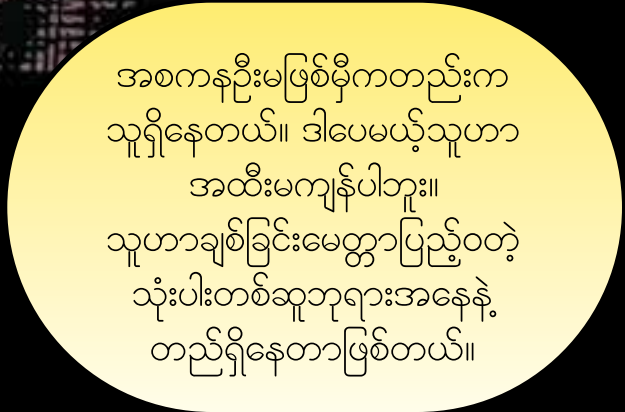 အစကနဦးမဖြစ်မှီကတည်းက
သူရှိနေတယ်။ ဒါပေမယ့်သူဟာ
အထီးမကျန်ပါဘူး။
သူဟာချစ်ခြင်းမေတ္တာပြည့်ဝတဲ့
သုံးပါးတစ်ဆူဘုရားအနေနဲ့
တည်ရှိနေတာဖြစ်တယ်။